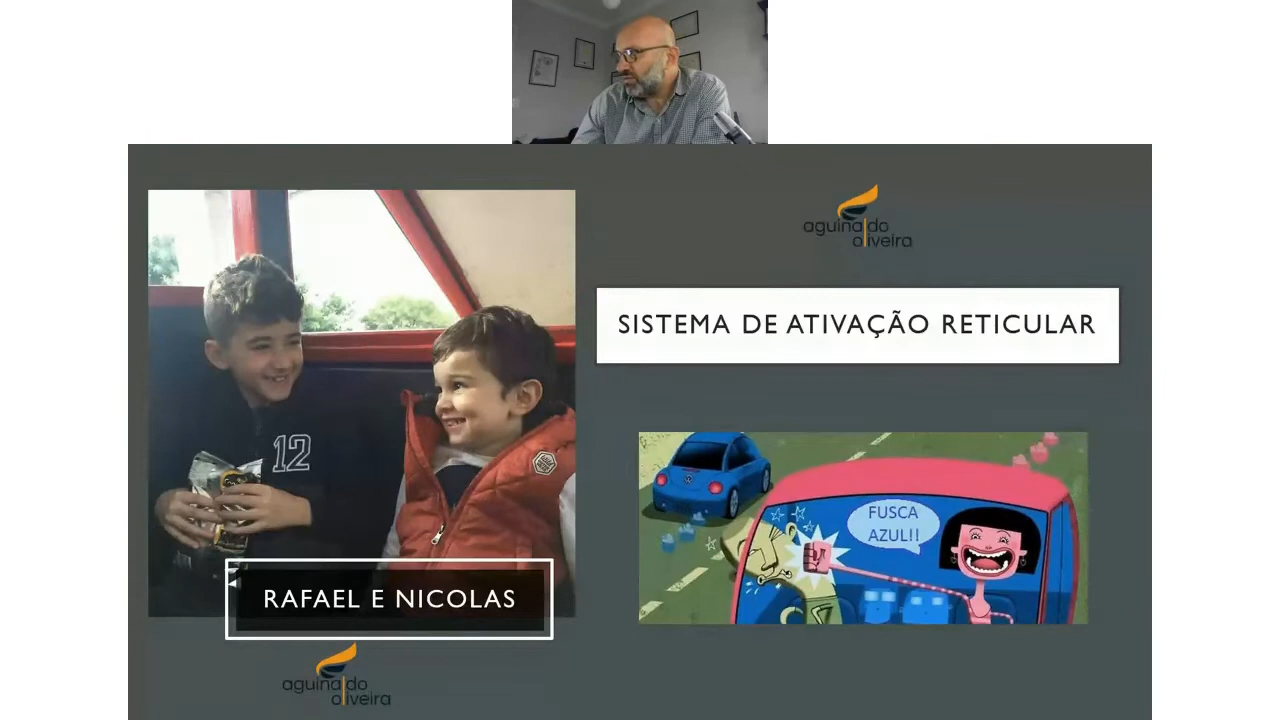 aguinaldo
oliveira
SISTEMA DE ATIVAÇÃO RETICULAR
12
FUSCA
AZUL!!
RAFAEL E NICOLAS
aguinaldo
oliveira